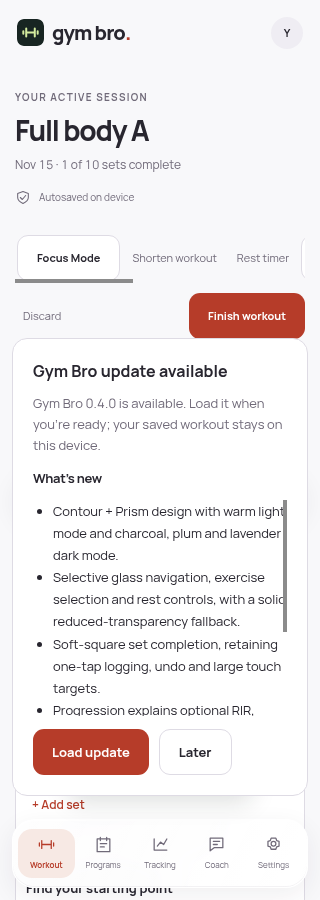 gym bro.
Y
YOUR ACTIVE SESSION
Full body A
Nov 15 · 1 of 10 sets complete
Autosaved on device
Focus Mode
Shorten workout
Rest timer
Discard
Finish workout
Gym Bro update available
Gym Bro 0.4.0 is available. Load it when
you're ready; your saved workout stays on
this device.
What's new
• Contour + Prism design with warm light
mode and charcoal, plum and lavender
dark mode.
• Selective glass navigation, exercise
selection and rest controls, with a solid
reduced-transparency fallback.
• Soft-square set completion, retaining
one-tap logging, undo and large touch
targets.
• Progression explains optional RIR,
Load update
Later
+ Add set
Workout
Programs
Tracking
Coach
Settings
Find your starting point